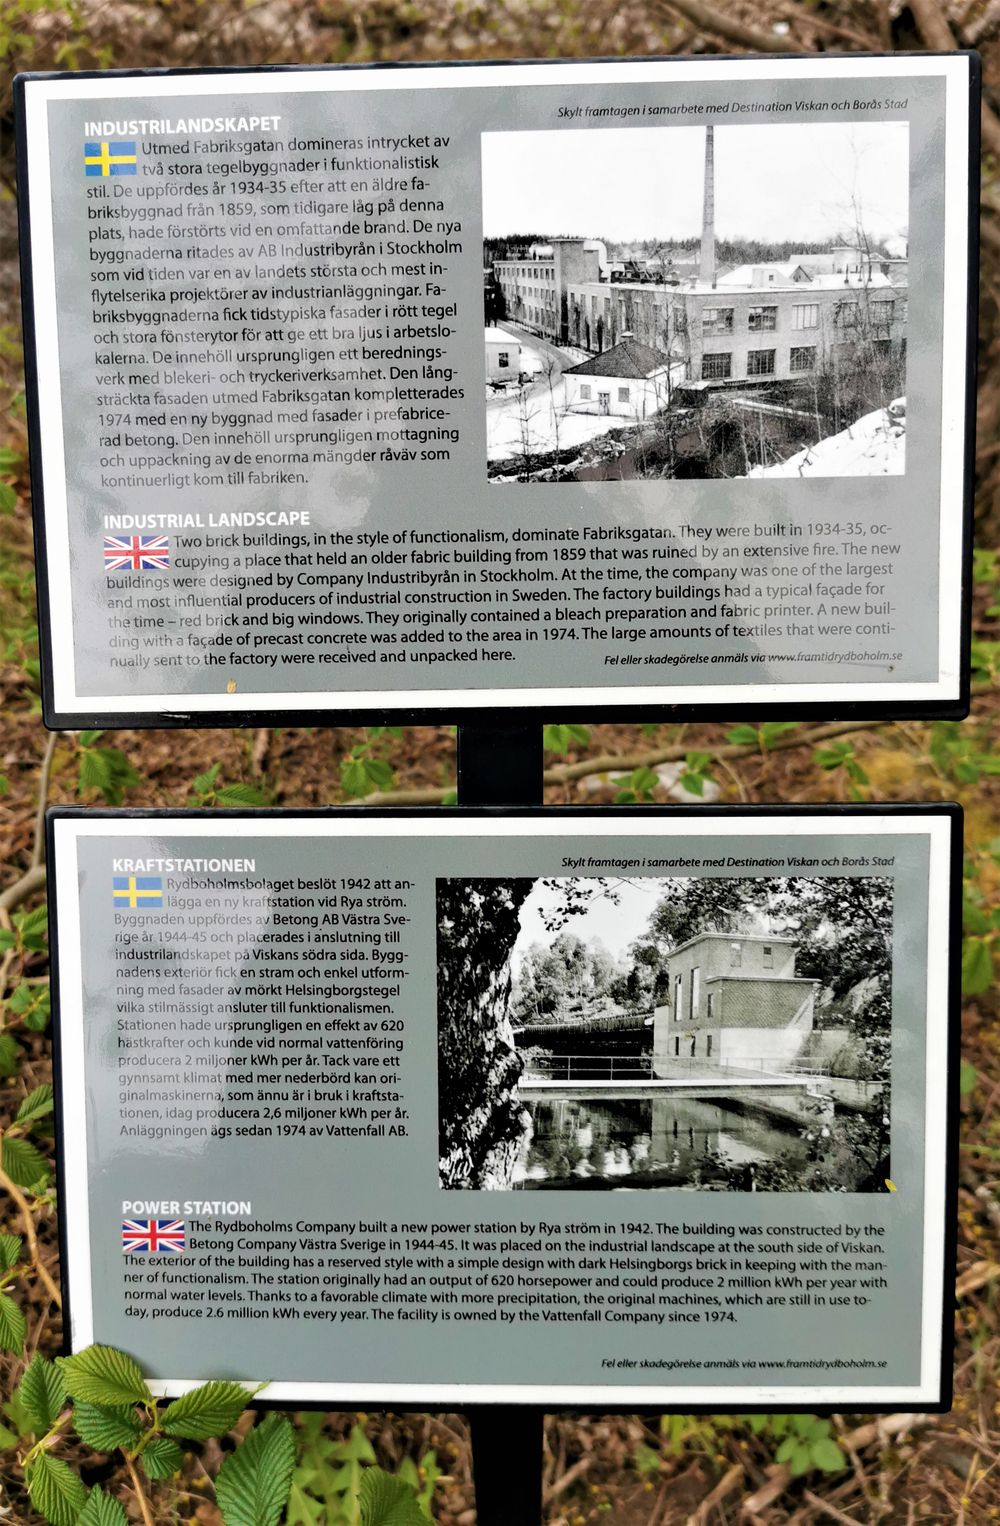 Skylt framtagen i samarbete med Destination Viskan och Borås Stad
INDUSTRILANDSKAPET
Utmed Fabriksgatan domineras intrycket av
två stora tegelbyggnader i funktionalistisk
stil. De uppfördes år 1934-35 efter att en äldre fa-
briksbyggnad från 1859, som tidigare låg på denna
plats, hade förstörts vid en omfattande brand. De nya
byggnaderna ritades av AB Industribyrån i Stockholm
som vid tiden var en av landets största och mest in-
flytelserika projektörer av industrianläggningar. Fa-
briksbyggnaderna fick tidstypiska fasader i rött tegel
och stora fönsterytor för att ge ett bra ljus i arbetslo-
kalerna. De innehöll ursprungligen ett berednings-
verk med blekeri- och tryckeriverksamhet. Den lång-
sträckta fasaden utmed Fabriksgatan kompletterades
1974 med en ny byggnad med fasader i prefabrice-
rad betong. Den innehöll ursprungligen mottagning
och uppackning av de enorma mängder råväv som
kontinuerligt kom till fabriken.
INDUSTRIAL LANDSCAPE
Two brick buildings, in the style of functionalism, dominate Fabriksgatan. They were built in 1934-35, oc-
cupying a place that held an older fabric building from 1859 that was ruined by an extensive fire. The new
buildings were designed by Company Industribyrån in Stockholm. At the time, the company was one of the largest
and most influential producers of industrial construction in Sweden. The factory buildings had a typical façade for
the time – red brick and big windows. They originally contained a bleach preparation and fabric printer. A new buil-
ding with a façade of precast concrete was added to the area in 1974. The large amounts of textiles that were conti-
nually sent to the factory were received and unpacked here.
Fel eller skadegörelse anmäls via www.framtidrydboholm.se
KRAFTSTATIONEN
Skylt framtagen i samarbete med Destination Viskan och Borås Stad
Rydboholmsbolaget beslöt 1942 att an-
lägga en ny kraftstation vid Rya ström.
Byggnaden uppfördes av Betong AB Västra Sve-
rige år 1944-45 och placerades i anslutning till
industrilandskapet på Viskans södra sida. Bygg-
nadens exteriör fick en stram och enkel utform-
ning med fasader av mörkt Helsingborgstegel
vilka stilmässigt ansluter till funktionalismen.
Stationen hade ursprungligen en effekt av 620
hästkrafter och kunde vid normal vattenföring
producera 2 miljoner kWh per år. Tack vare ett
gynnsamt klimat med mer nederbörd kan ori-
ginalmaskinerna, som ännu är i bruk i kraftsta-
tionen, idag producera 2,6 miljoner kWh per år.
Anläggningen ägs sedan 1974 av Vattenfall AB.
POWER STATION
The Rydboholms Company built a new power station by Rya ström in 1942. The building was constructed by the
Betong Company Västra Sverige in 1944-45. It was placed on the industrial landscape at the south side of Viskan.
The exterior of the building has a reserved style with a simple design with dark Helsingborgs brick in keeping with the man-
ner of functionalism. The station originally had an output of 620 horsepower and could produce 2 million kWh per year with
normal water levels. Thanks to a favorable climate with more precipitation, the original machines, which are still in use to-
day, produce 2.6 million kWh every year. The facility is owned by the Vattenfall Company since 1974.
Fel eller skadegörelse anmäls via www.framtidrydboholm.se